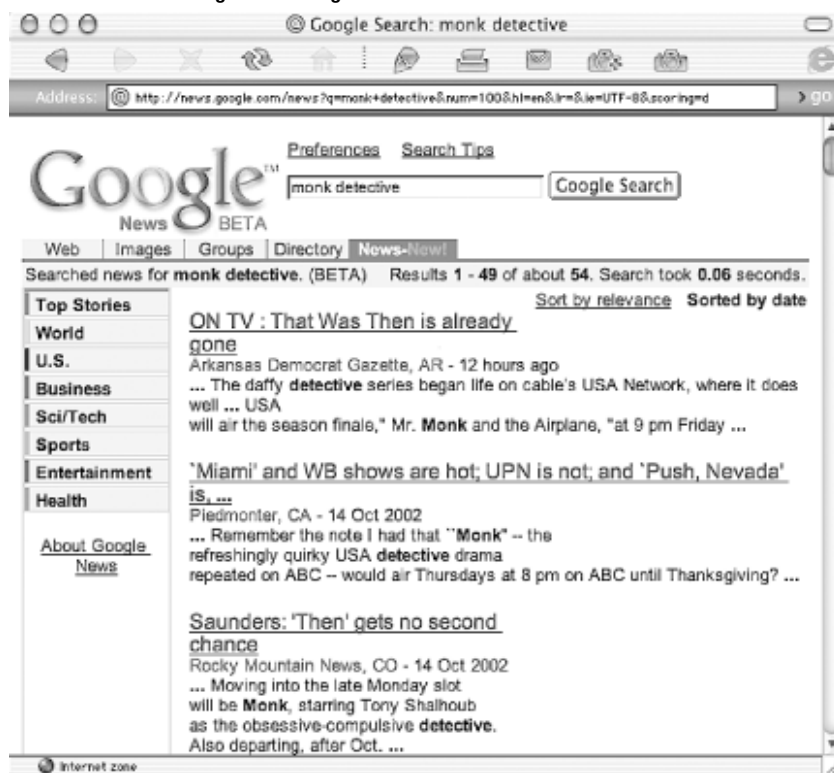 Google Search: monk detective
Address: http://news.google.com/news?q=monk+detective&num=100&hl=en&lr=&ie=UTF-8&scoring=d go
Preferences Search Tips
Google™
monk detective Google Search
News BETA
Web Images Groups Directory News-New!
Searched news for monk detective. (BETA) Results 1 - 49 of about 54. Search took 0.06 seconds.
Sort by relevance Sorted by date
Top Stories
World
U.S.
Business
Sci/Tech
Sports
Entertainment
Health
About Google
News
ON TV : That Was Then is already
gone
Arkansas Democrat Gazette, AR - 12 hours ago
... The daffy detective series began life on cable's USA Network, where it does
well ... USA
will air the season finale," Mr. Monk and the Airplane, "at 9 pm Friday ...
`Miami' and WB shows are hot; UPN is not; and `Push, Nevada'
is, ...
Piedmonter, CA - 14 Oct 2002
... Remember the note I had that ``Monk" -- the
refreshingly quirky USA detective drama
repeated on ABC -- would air Thursdays at 8 pm on ABC until Thanksgiving? ...
Saunders: 'Then' gets no second
chance
Rocky Mountain News, CO - 14 Oct 2002
... Moving into the late Monday slot
will be Monk, starring Tony Shalhoub
as the obsessive-compulsive detective.
Also departing, after Oct. ...
Internet zone